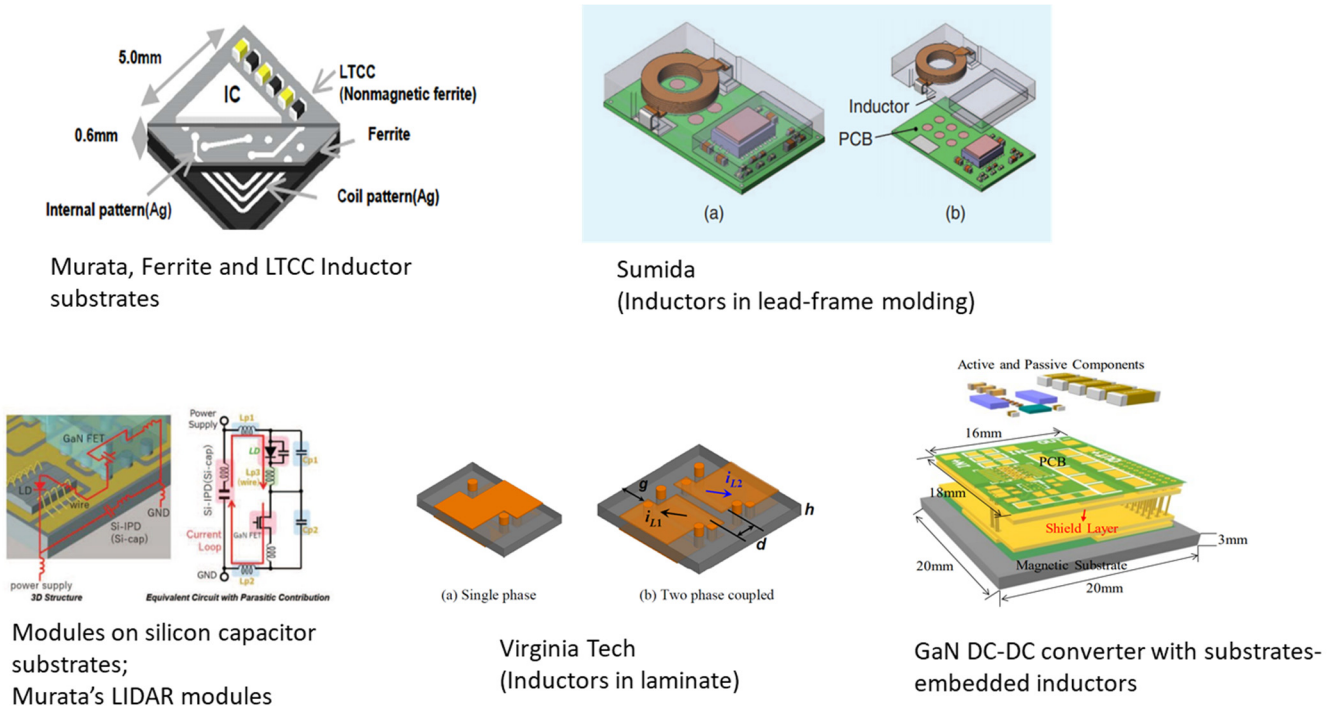 5.0mm
IC
LTCC
(Nonmagnetic ferrite)
0.6mm
Ferrite
Internal pattern(Ag)
Coil pattern(Ag)
Murata, Ferrite and LTCC Inductor
substrates
Inductor
PCB
(a)
(b)
Sumida
(Inductors in lead-frame molding)
GaN FET
LD
wire
GND
Si-IPD
(Si-cap)
power supply
3D Structure
Power
Supply
Lp1
LD
Cp1
Lp3
(wire)
Si-IPD(Si-cap)
Current
Loop
GaN FET
Cp2
GND
Lp2
Equivalent Circuit with Parasitic Contribution
Modules on silicon capacitor
substrates;
Murata’s LIDAR modules
g
iL2
iL1
h
d
(a) Single phase
(b) Two phase coupled
Virginia Tech
(Inductors in laminate)
Active and Passive Components
16mm
PCB
18mm
Shield Layer
3mm
Magnetic Substrate
20mm
20mm
GaN DC-DC converter with substrates-
embedded inductors